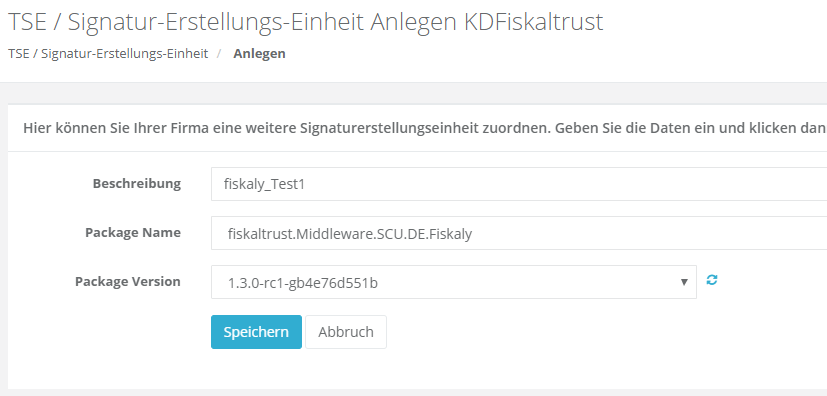 TSE / Signatur-Erstellungs-Einheit Anlegen KDFiskaltrust
TSE / Signatur-Erstellungs-Einheit / Anlegen
Hier können Sie Ihrer Firma eine weitere Signaturerstellungseinheit zuordnen. Geben Sie die Daten ein und klicken dan
Beschreibung fiskaly_Test1
Package Name fiskaltrust.Middleware.SCU.DE.Fiskaly
Package Version 1.3.0-rc1-gb4e76d551b
Speichern Abbruch